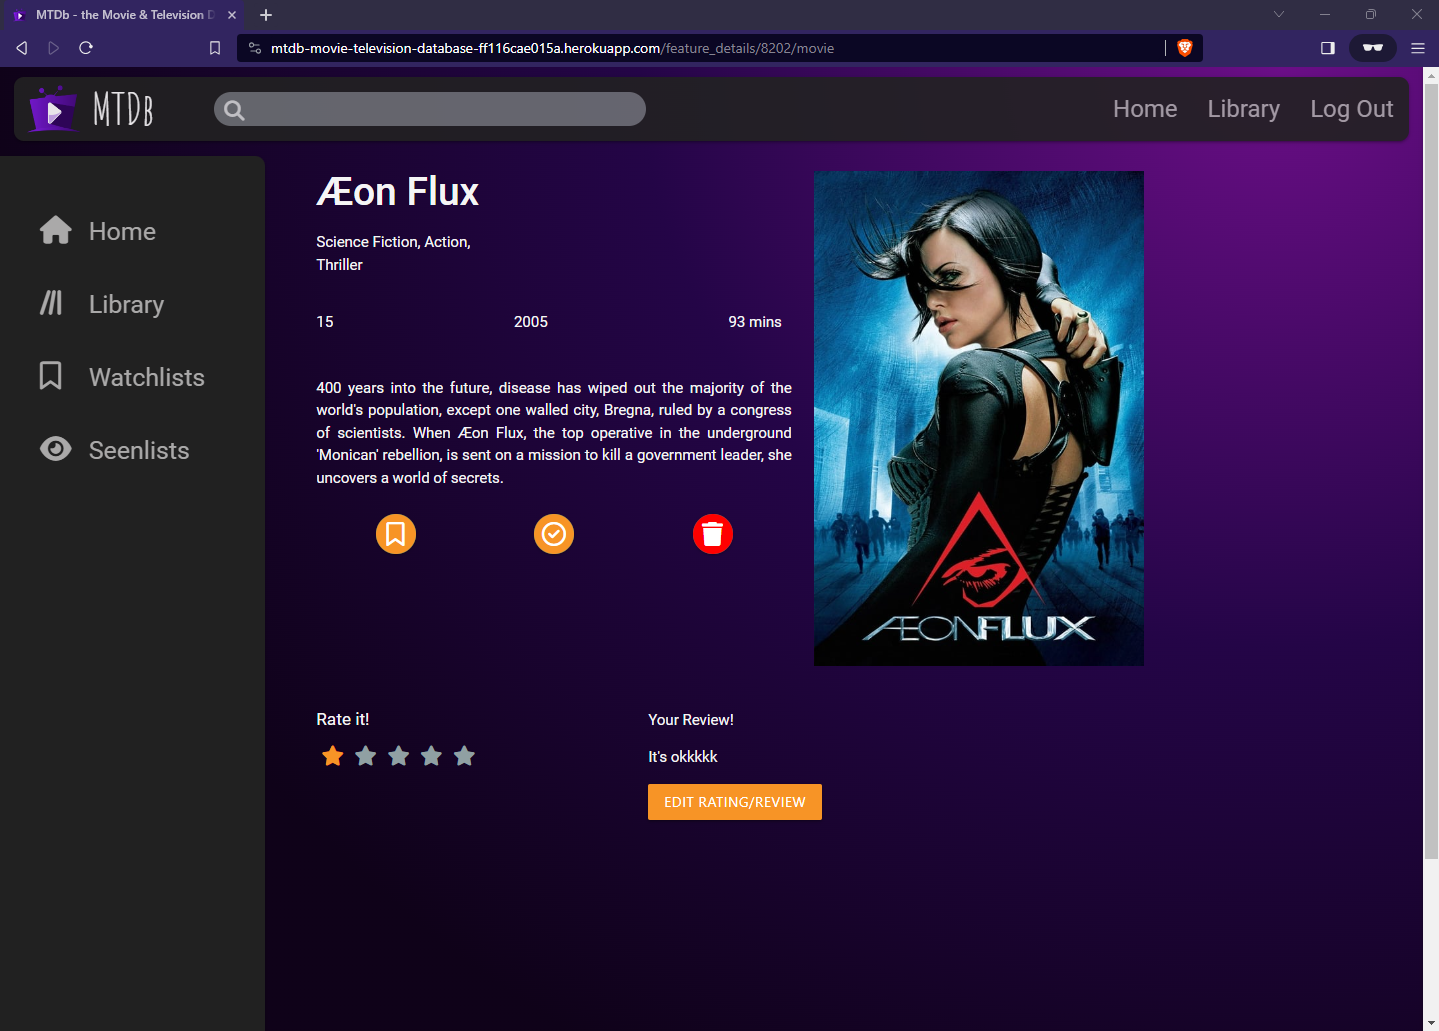 MTDb - the Movie & Television D
mtdb-movie-television-database-ff116cae015a.herokuapp.com/feature_details/8202/movie
MTDb
Home
Library
Log Out
Home
Library
Watchlists
Seenlists
Æon Flux
Science Fiction, Action,
Thriller
15
2005
93 mins
400 years into the future, disease has wiped out the majority of the
world's population, except one walled city, Bregna, ruled by a congress
of scientists. When Æon Flux, the top operative in the underground
'Monican' rebellion, is sent on a mission to kill a government leader, she
uncovers a world of secrets.
ÆONFLUX
Rate it!
Your Review!
It's okkkkk
EDIT RATING/REVIEW